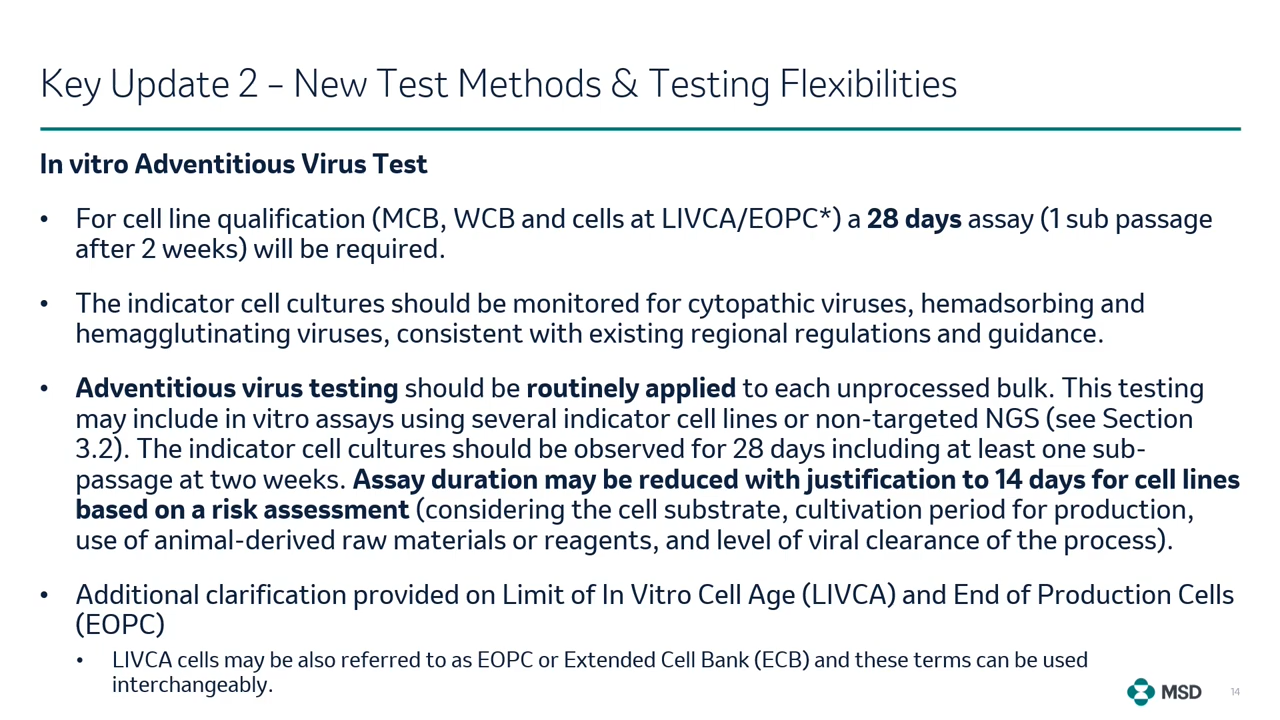 Key Update 2 – New Test Methods & Testing Flexibilities
In vitro Adventitious Virus Test
• For cell line qualification (MCB, WCB and cells at LIVCA/EOPC*) a 28 days assay (1 sub passage
after 2 weeks) will be required.
• The indicator cell cultures should be monitored for cytopathic viruses, hemadsorbing and
hemagglutinating viruses, consistent with existing regional regulations and guidance.
• Adventitious virus testing should be routinely applied to each unprocessed bulk. This testing
may include in vitro assays using several indicator cell lines or non-targeted NGS (see Section
3.2). The indicator cell cultures should be observed for 28 days including at least one sub-
passage at two weeks. Assay duration may be reduced with justification to 14 days for cell lines
based on a risk assessment (considering the cell substrate, cultivation period for production,
use of animal-derived raw materials or reagents, and level of viral clearance of the process).
• Additional clarification provided on Limit of In Vitro Cell Age (LIVCA) and End of Production Cells
(EOPC)
• LIVCA cells may be also referred to as EOPC or Extended Cell Bank (ECB) and these terms can be used
interchangeably.
MSD
14